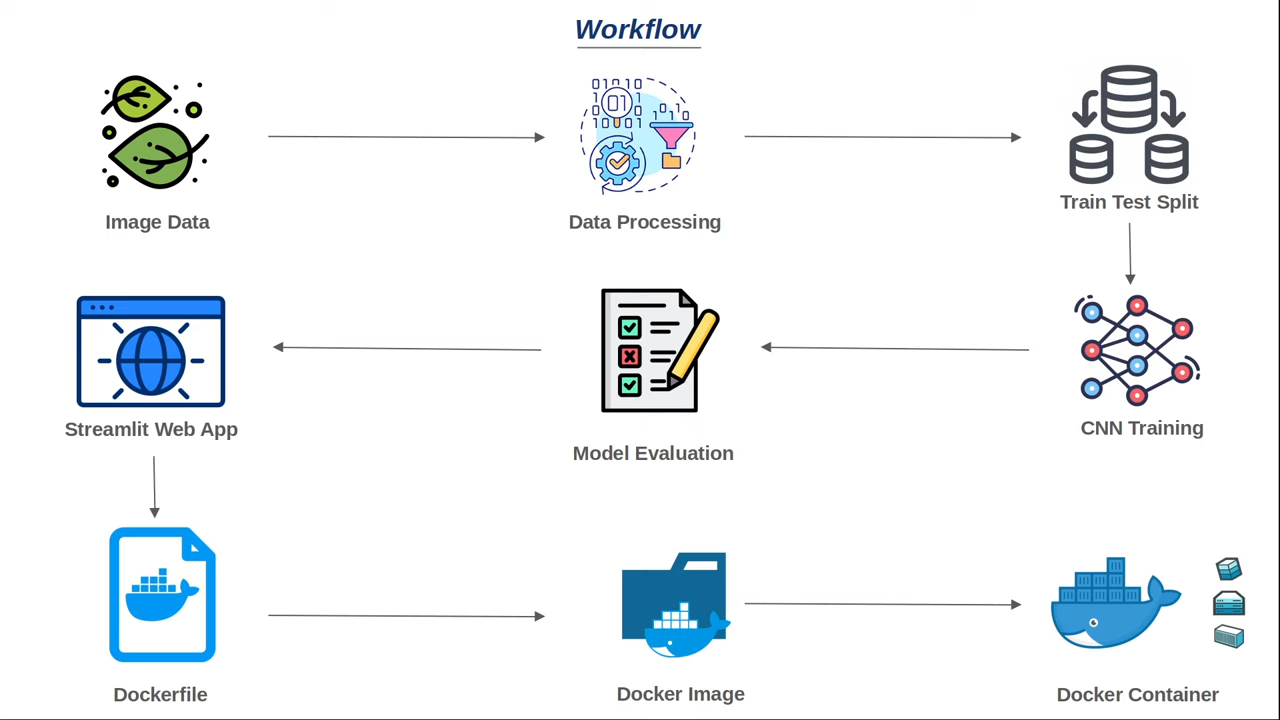 Workflow
Image Data
Data Processing
Train Test Split
Streamlit Web App
Model Evaluation
CNN Training
Dockerfile
Docker Image
Docker Container